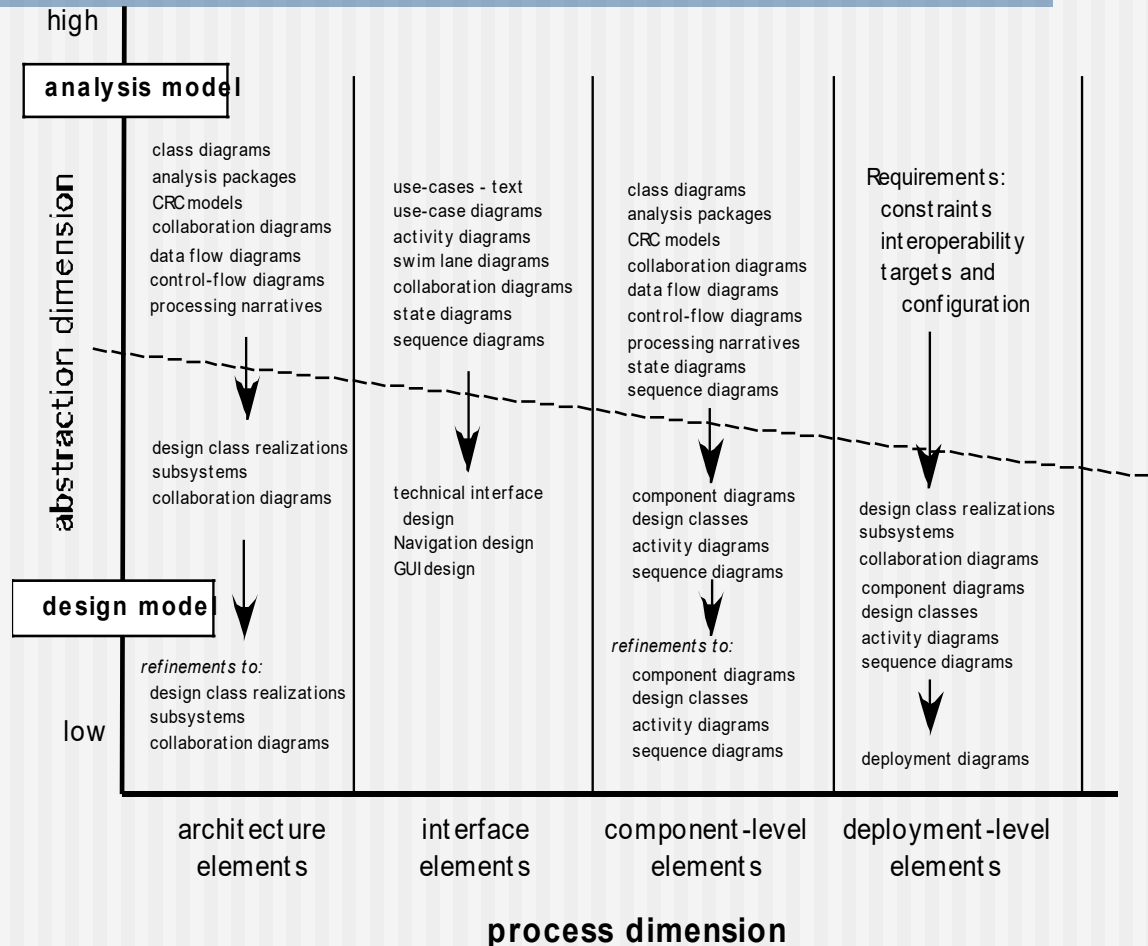 high
analysis model
abstraction dimension
class diagrams
analysis packages
CRC models
collaboration diagrams
data flow diagrams
control-flow diagrams
processing narratives
design class realizations
subsystems
collaboration diagrams
design model
refinements to:
design class realizations
subsystems
collaboration diagrams
low
use-cases - text
use-case diagrams
activity diagrams
swim lane diagrams
collaboration diagrams
state diagrams
sequence diagrams
technical interface
design
Navigation design
GUI design
class diagrams
analysis packages
CRC models
collaboration diagrams
data flow diagrams
control-flow diagrams
processing narratives
state diagrams
sequence diagrams
component diagrams
design classes
activity diagrams
sequence diagrams
refinements to:
component diagrams
design classes
activity diagrams
sequence diagrams
Requirements:
constraints
interoperability
targets and
configuration
design class realizations
subsystems
collaboration diagrams
component diagrams
design classes
activity diagrams
sequence diagrams
deployment diagrams
architecture
elements
interface
elements
component-level
elements
deployment-level
elements
process dimension